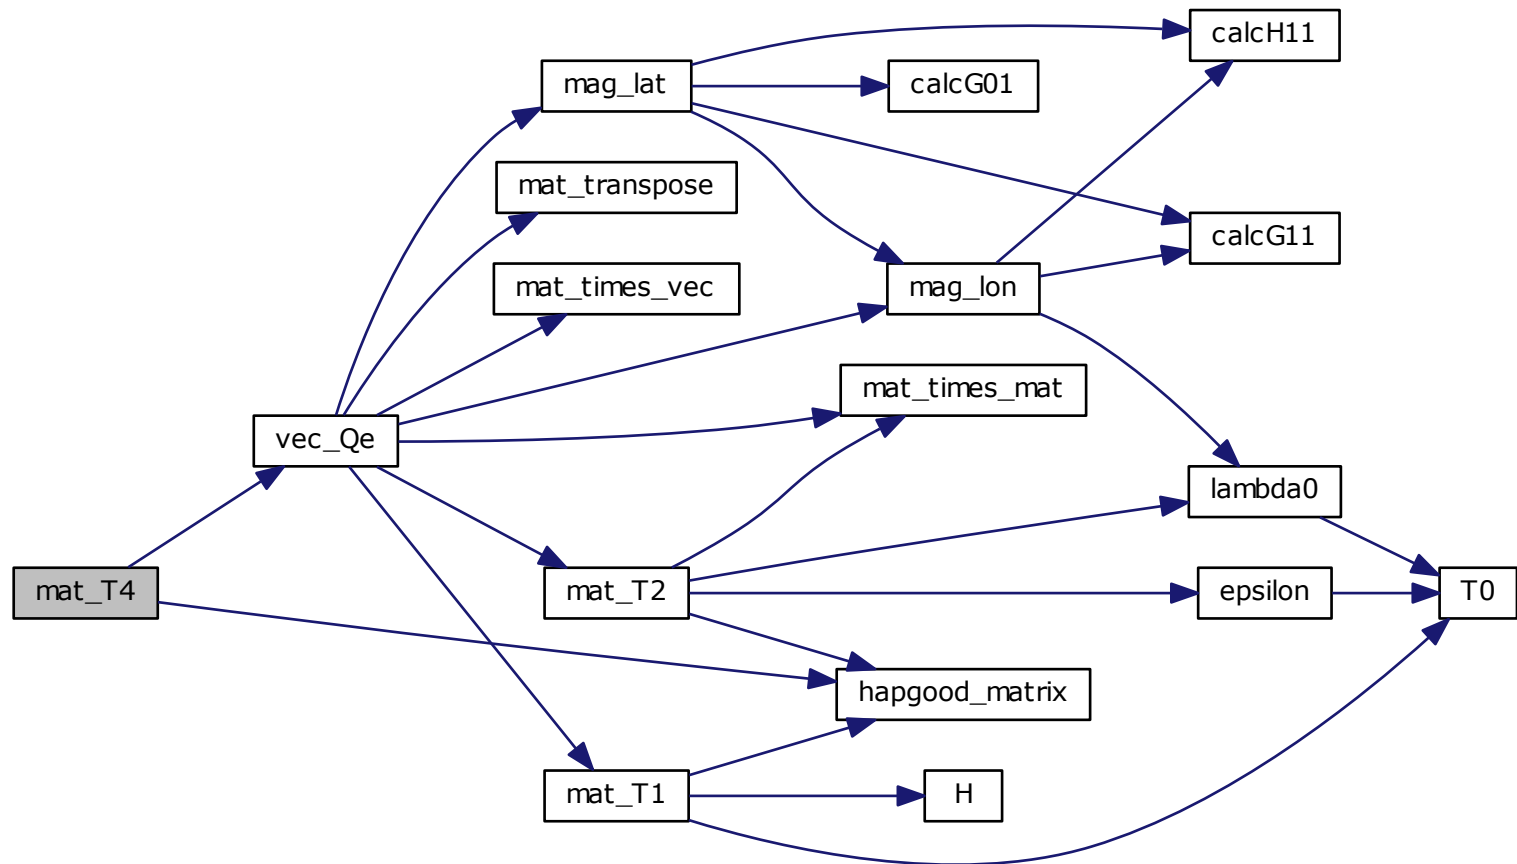 calcH11
mag_lat
calcG01
mat_transpose
calcG11
mat_times_vec
mag_lon
mat_times_mat
vec_Qe
lambda0
mat_T4
mat_T2
epsilon
T0
hapgood_matrix
mat_T1
H